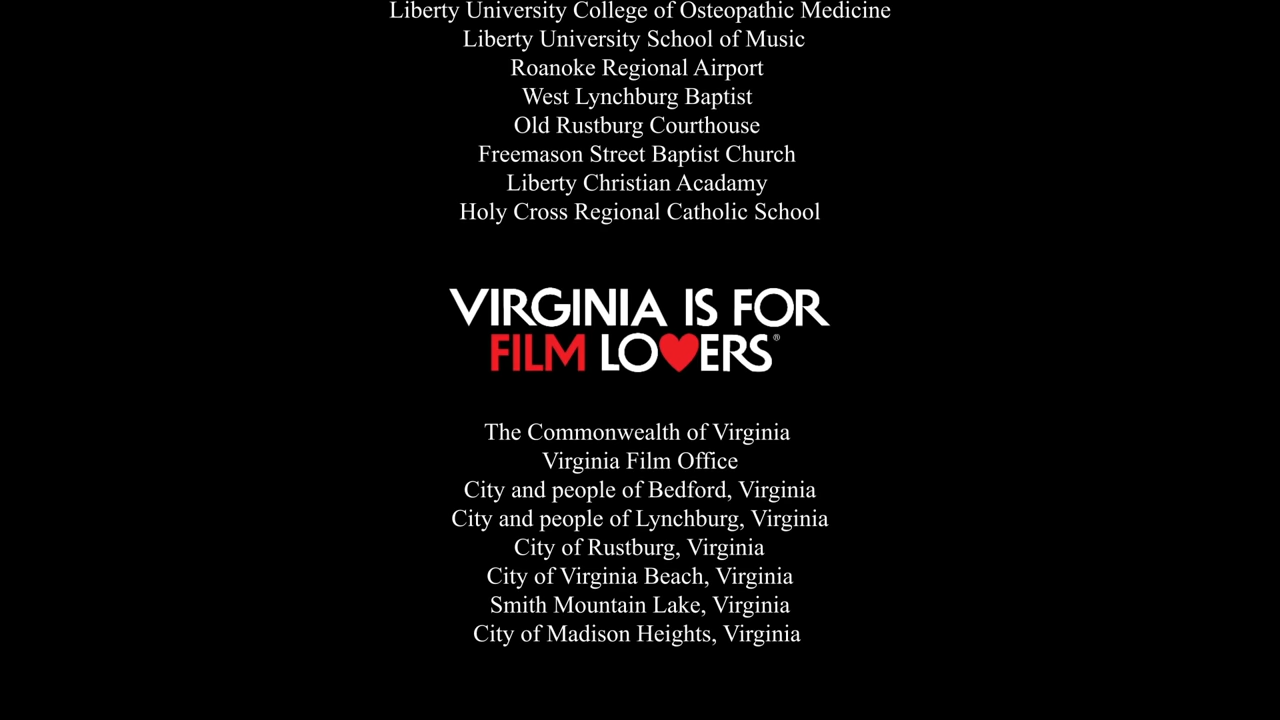 Liberty University College of Osteopathic Medicine
Liberty University School of Music
Roanoke Regional Airport
West Lynchburg Baptist
Old Rustburg Courthouse
Freemason Street Baptist Church
Liberty Christian Acadamy
Holy Cross Regional Catholic School
VIRGINIA IS FOR
FILM LO♥ERS®
The Commonwealth of Virginia
Virginia Film Office
City and people of Bedford, Virginia
City and people of Lynchburg, Virginia
City of Rustburg, Virginia
City of Virginia Beach, Virginia
Smith Mountain Lake, Virginia
City of Madison Heights, Virginia